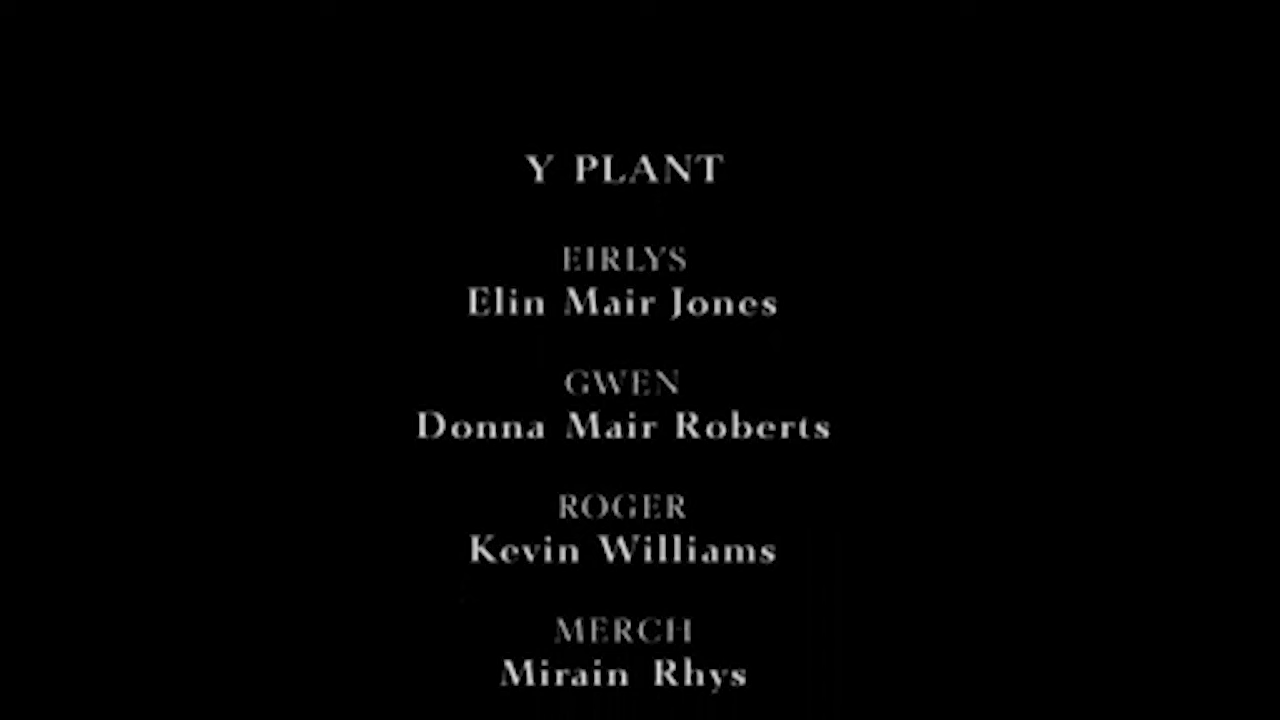 Y PLANT
EIRLYS
Elin Mair Jones
GWEN
Donna Mair Roberts
ROGER
Kevin Williams
MERCH
Mirain Rhys